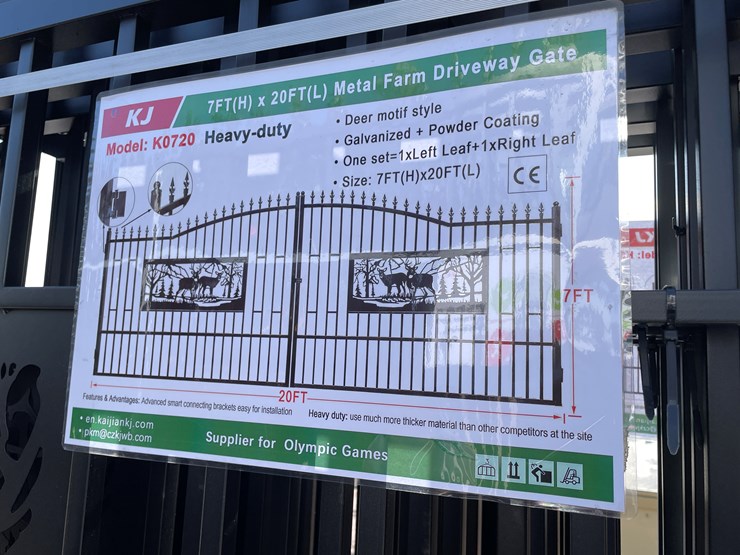 7FT(H) x 20FT(L) Metal Farm Driveway Gate
KJ
Model: K0720 Heavy-duty
• Deer motif style
• Galvanized + Powder Coating
• One set=1xLeft Leaf+1xRight Leaf
• Size: 7FT(H)x20FT(L)
CE
7FT
20FT
Features & Advantages: Advanced smart connecting brackets easy for installation
Heavy duty: use much more thicker material than other competitors at the site
• en.kaijiankj.com
• pkm@czkjwb.com
Supplier for Olympic Games